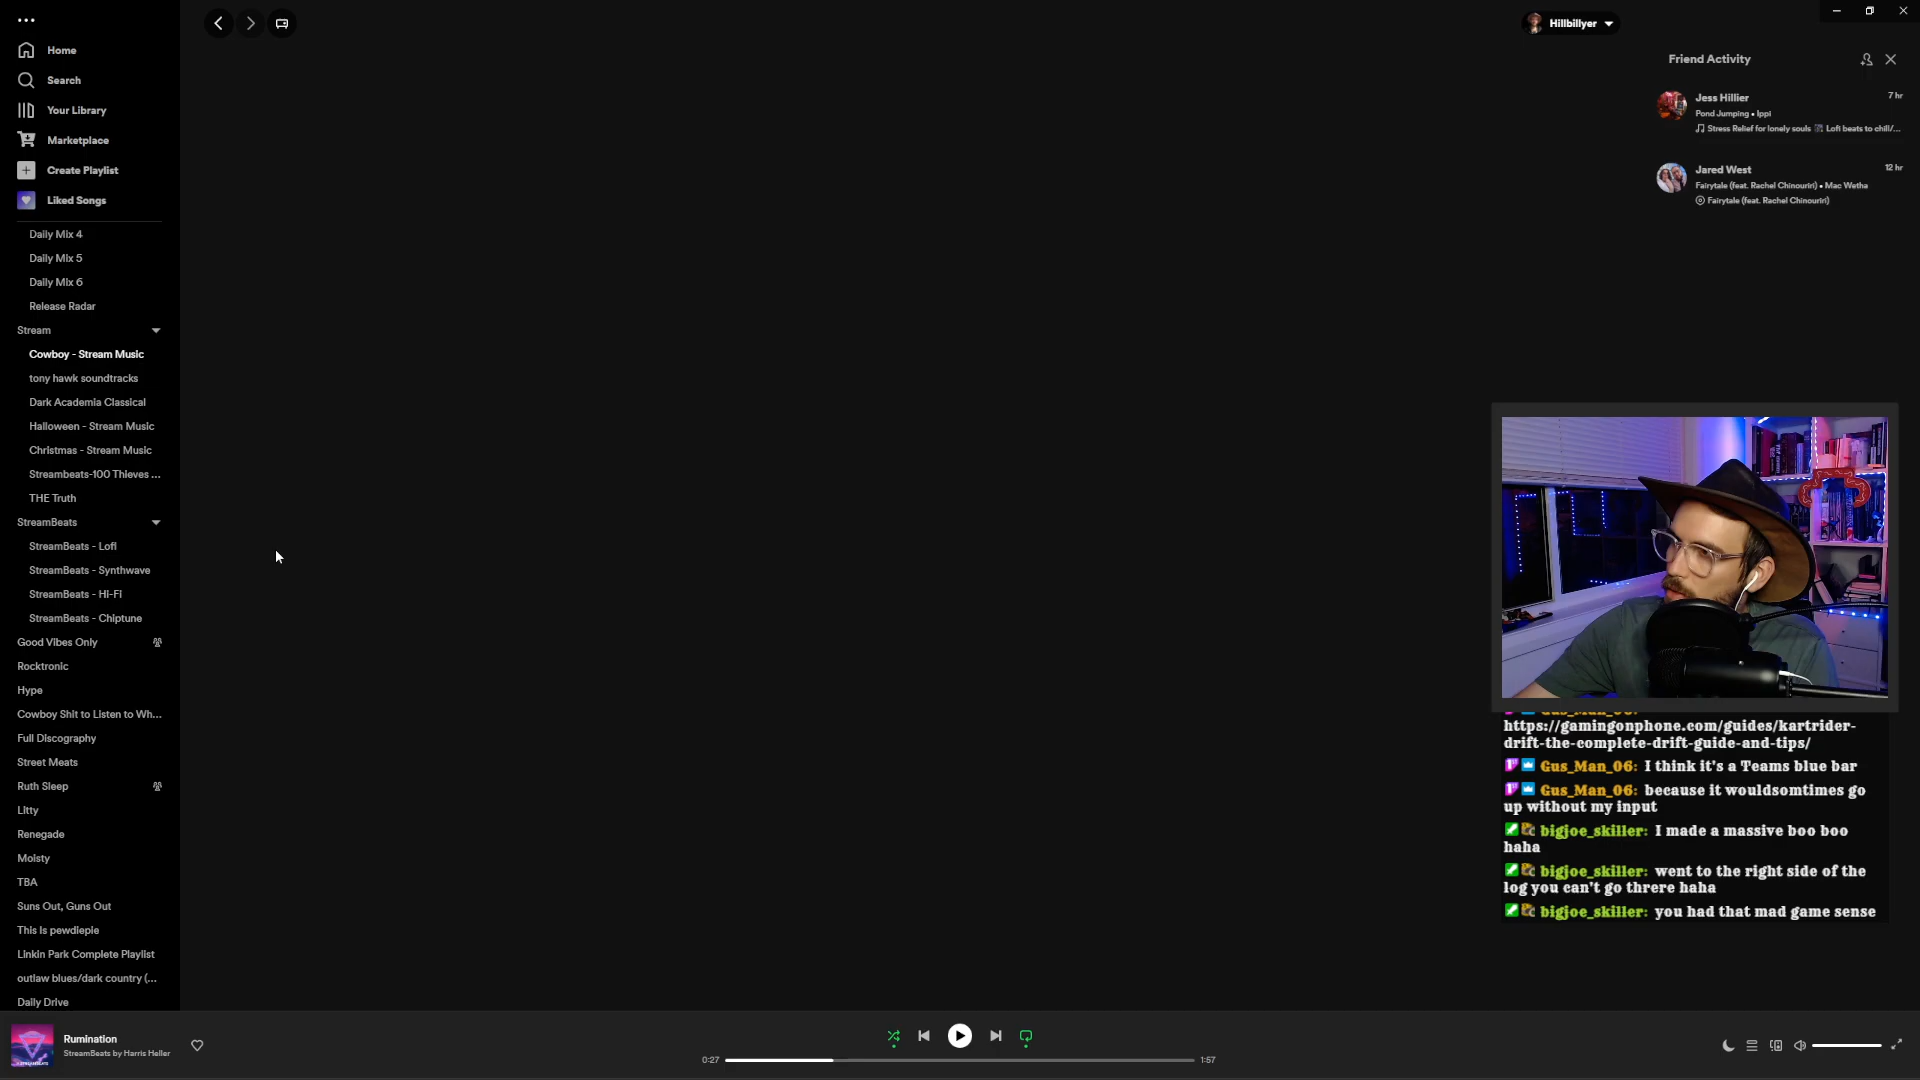 Home
Search
Your Library
Marketplace
Create Playlist
Liked Songs
Daily Mix 4
Daily Mix 5
Daily Mix 6
Release Radar
Stream
Cowboy - Stream Music
tony hawk soundtracks
Dark Academia Classical
Halloween - Stream Music
Christmas - Stream Music
Streambeats-100 Thieves ...
THE Truth
StreamBeats
StreamBeats - Lofi
StreamBeats - Synthwave
StreamBeats - HI-FI
StreamBeats - Chiptune
Good Vibes Only
Rocktronic
Hype
Cowboy Shit to Listen to Wh...
Full Discography
Street Meats
Ruth Sleep
Litty
Renegade
Moisty
TBA
Suns Out, Guns Out
This Is pewdiepie
Linkin Park Complete Playlist
outlaw blues/dark country (...
Daily Drive
Hillbillyer
Friend Activity
Jess Hillier
7 hr
Pond Jumping • Ippi
Stress Relief for lonely souls Lofi beats to chill/...
Jared West
12 hr
Fairytale (feat. Rachel Chinouriri) • Mac Wetha
Fairytale (feat. Rachel Chinouriri)
https://gamingonphone.com/guides/kartrider-
drift-the-complete-drift-guide-and-tips/
Gus_Man_06: I think it's a Teams blue bar
Gus_Man_06: because it wouldsomtimes go
up without my input
bigjoe_skiller: I made a massive boo boo
haha
bigjoe_skiller: went to the right side of the
log you can't go threre haha
bigjoe_skiller: you had that mad game sense
Rumination
StreamBeats by Harris Heller
0:27
1:57